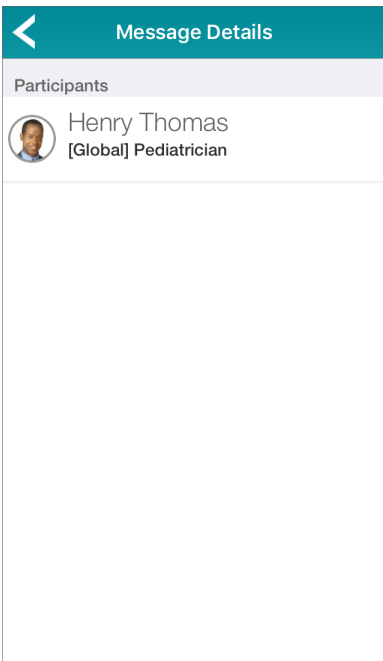 Message Details
Participants
Henry Thomas
[Global] Pediatrician